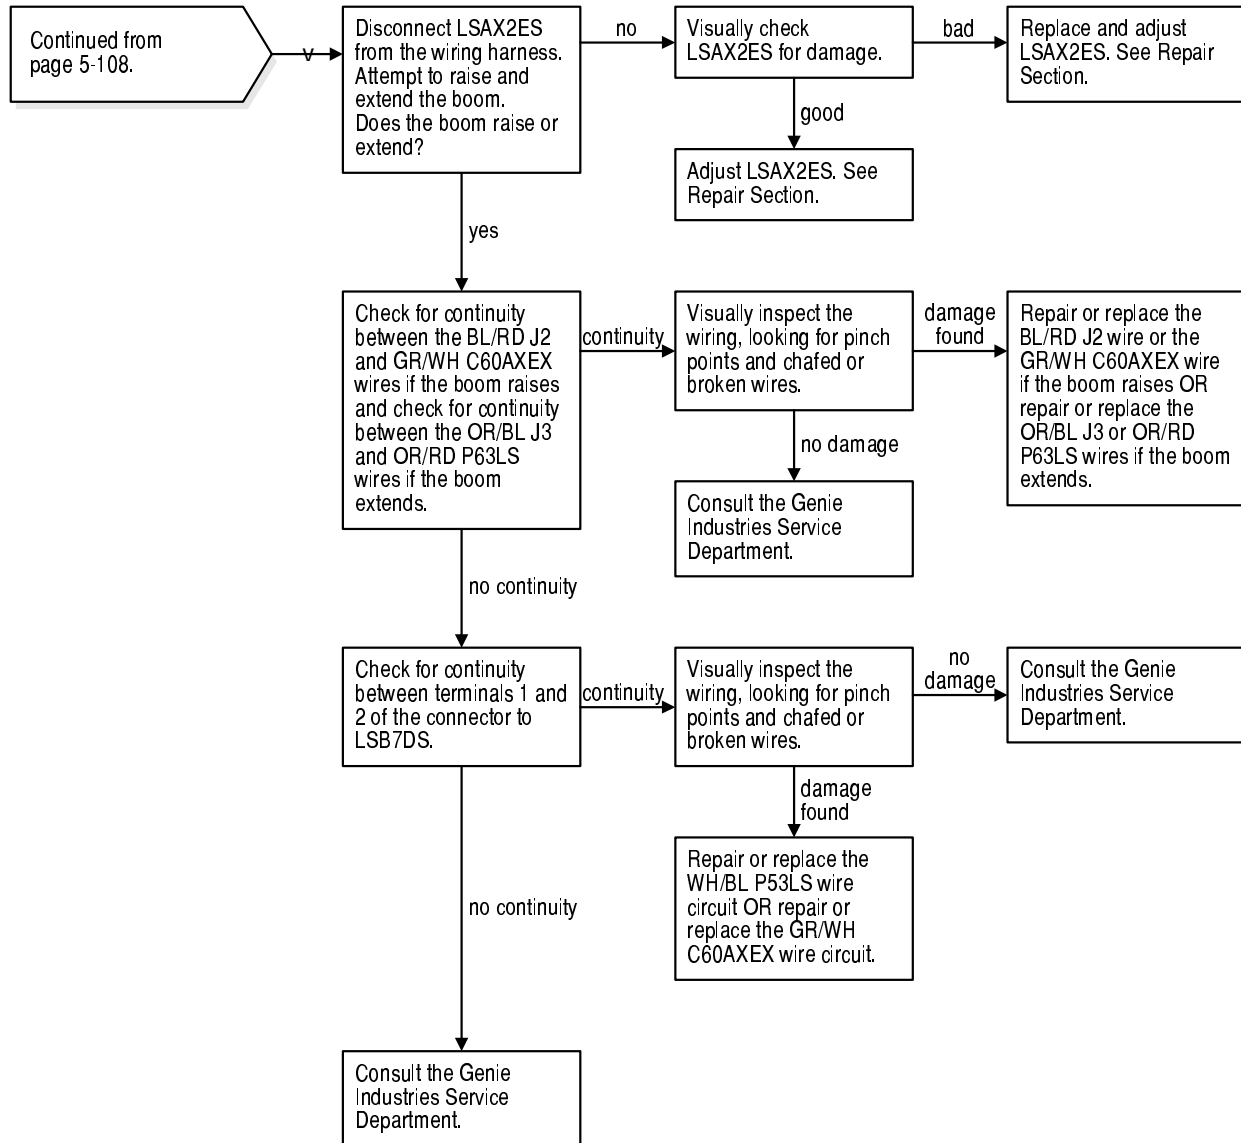 Continued from
page 5-108.
v
Disconnect LSAX2ES
from the wiring harness.
Attempt to raise and
extend the boom.
Does the boom raise or
extend?
no
Visually check
LSAX2ES for damage.
bad
Replace and adjust
LSAX2ES. See Repair
Section.
good
Adjust LSAX2ES. See
Repair Section.
yes
Check for continuity
between the BL/RD J2
and GR/WH C60AXEX
wires if the boom raises
and check for continuity
between the OR/BL J3
and OR/RD P63LS
wires if the boom
extends.
continuity
Visually inspect the
wiring, looking for pinch
points and chafed or
broken wires.
damage
found
Repair or replace the
BL/RD J2 wire or the
GR/WH C60AXEX wire
if the boom raises OR
repair or replace the
OR/BL J3 or OR/RD
P63LS wires if the boom
extends.
no damage
Consult the Genie
Industries Service
Department.
no continuity
Check for continuity
between terminals 1 and
2 of the connector to
LSB7DS.
continuity
Visually inspect the
wiring, looking for pinch
points and chafed or
broken wires.
no
damage
Consult the Genie
Industries Service
Department.
damage
found
Repair or replace the
WH/BL P53LS wire
circuit OR repair or
replace the GR/WH
C60AXEX wire circuit.
no continuity
Consult the Genie
Industries Service
Department.